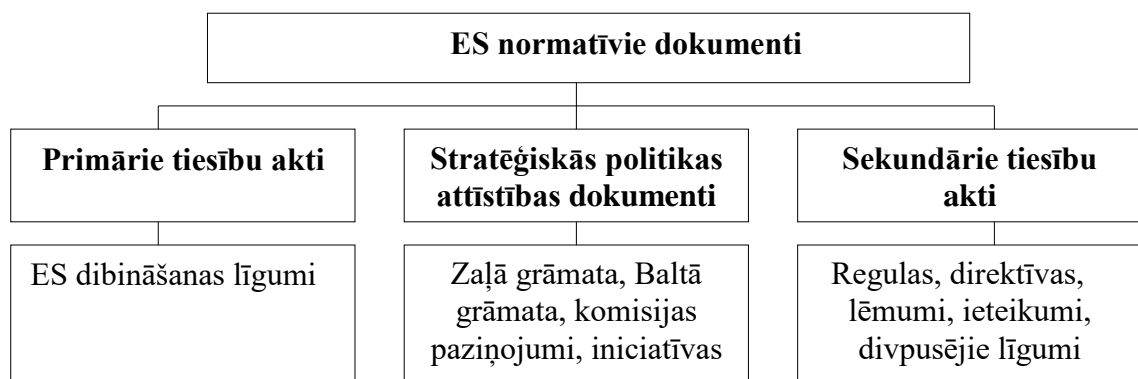 ES normatīvie dokumenti
Primārie tiesību akti
Stratēģiskās politikas
attīstības dokumenti
Sekundārie tiesību
akti
ES dibināšanas līgumi
Zaļā grāmata, Baltā
grāmata, komisijas
paziņojumi, iniciatīvas
Regulas, direktīvas,
lēmumi, ieteikumi,
divpusējie līgumi